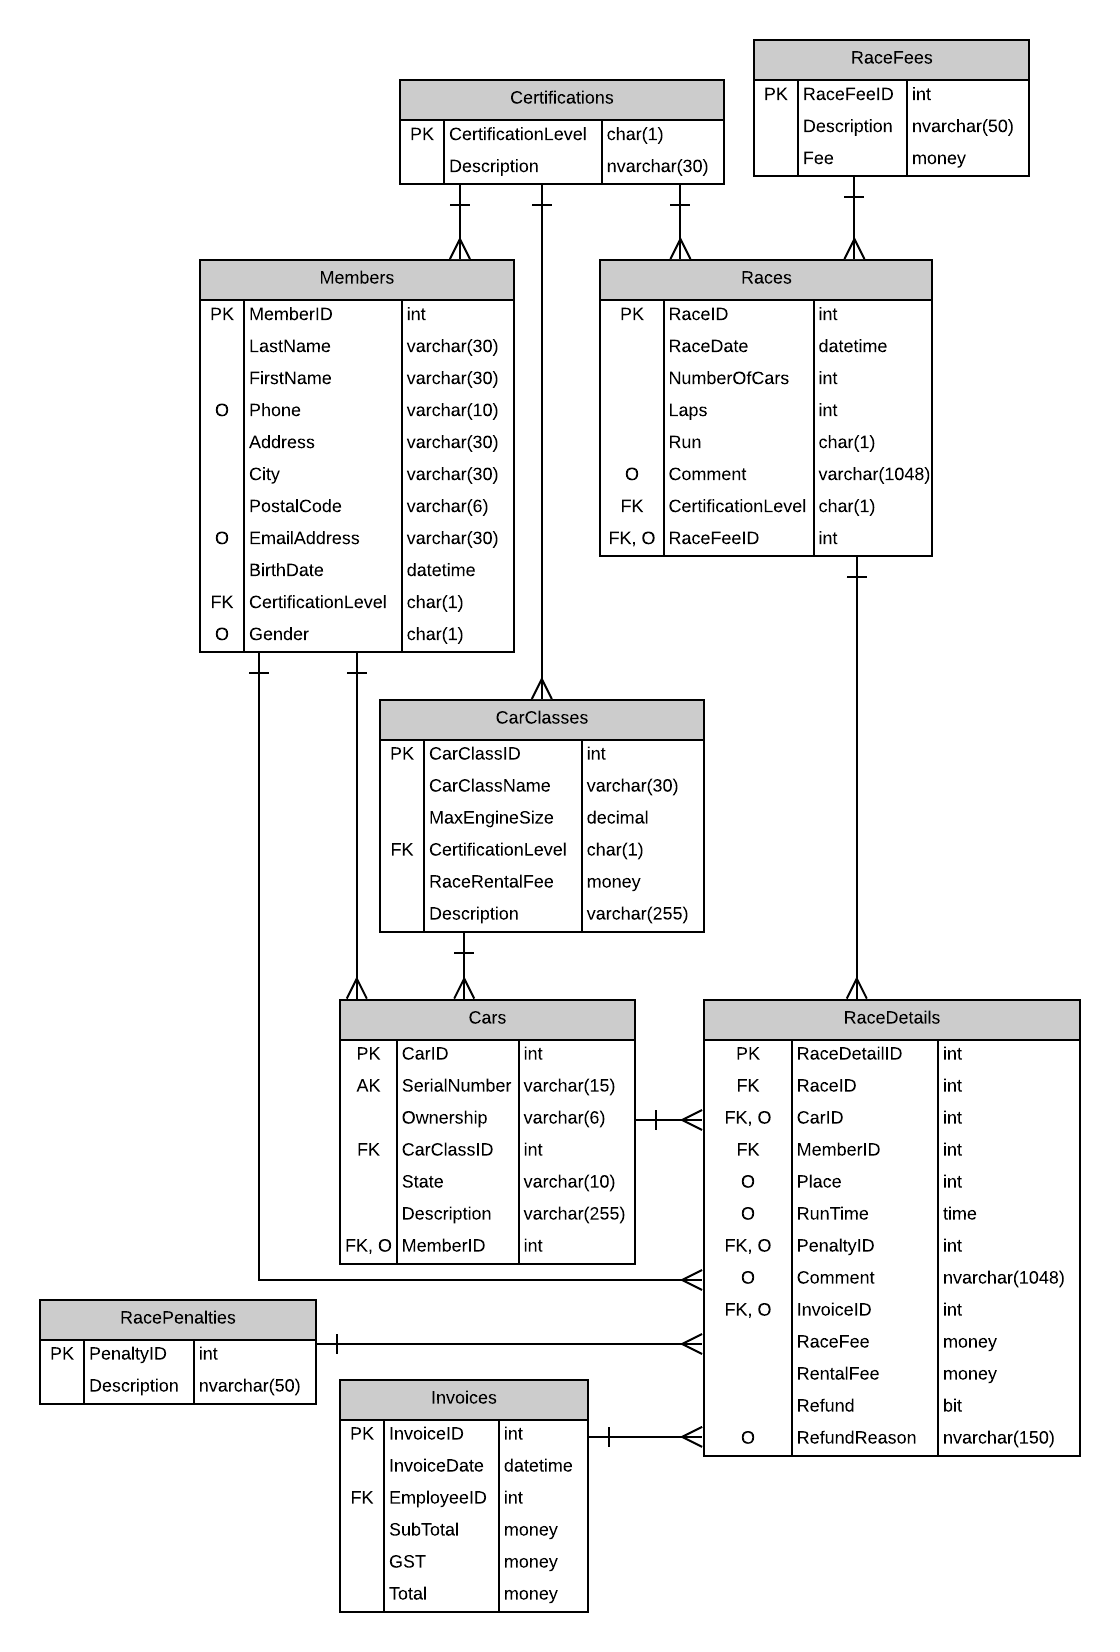 RaceFees
PK RaceFeeID int
Description nvarchar(50)
Fee money
Certifications
PK CertificationLevel char(1)
Description nvarchar(30)
Members
PK MemberID int
LastName varchar(30)
FirstName varchar(30)
O Phone varchar(10)
Address varchar(30)
City varchar(30)
PostalCode varchar(6)
O EmailAddress varchar(30)
BirthDate datetime
FK CertificationLevel char(1)
O Gender char(1)
Races
PK RaceID int
RaceDate datetime
NumberOfCars int
Laps int
Run char(1)
O Comment varchar(1048)
FK CertificationLevel char(1)
FK, O RaceFeeID int
CarClasses
PK CarClassID int
CarClassName varchar(30)
MaxEngineSize decimal
FK CertificationLevel char(1)
RaceRentalFee money
Description varchar(255)
Cars
PK CarID int
AK SerialNumber varchar(15)
Ownership varchar(6)
FK CarClassID int
State varchar(10)
Description varchar(255)
FK, O MemberID int
RaceDetails
PK RaceDetailID int
FK RaceID int
FK, O CarID int
FK MemberID int
O Place int
O RunTime time
FK, O PenaltyID int
O Comment nvarchar(1048)
FK, O InvoiceID int
RaceFee money
RentalFee money
Refund bit
O RefundReason nvarchar(150)
RacePenalties
PK PenaltyID int
Description nvarchar(50)
Invoices
PK InvoiceID int
InvoiceDate datetime
FK EmployeeID int
SubTotal money
GST money
Total money